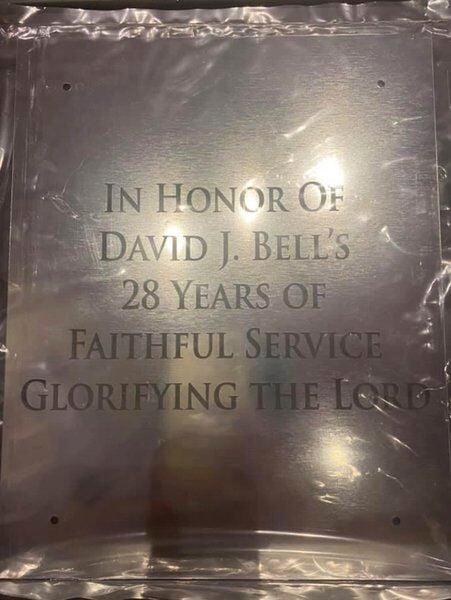 In Honor Of
David J. Bell's
28 Years of
Faithful Service
Glorifying the Lord